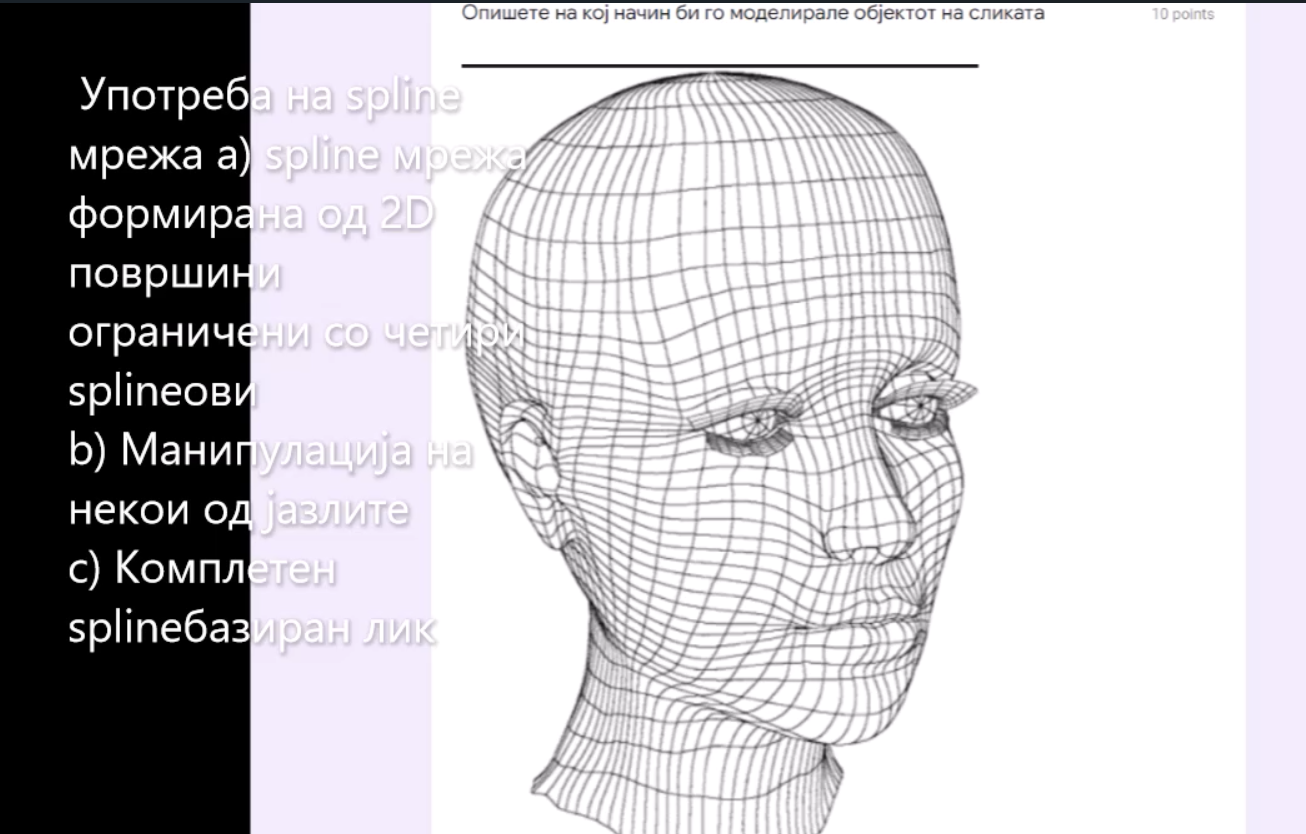 Опишете на кој начин би го моделирале објектот на сликата
10 points
Употреба на spline
мрежа a) spline мрежа
формирана од 2D
површини
ограничени со четири
splineови
b) Манипулација на
некои од јазлите
c) Комплетен
splineбазиран лик